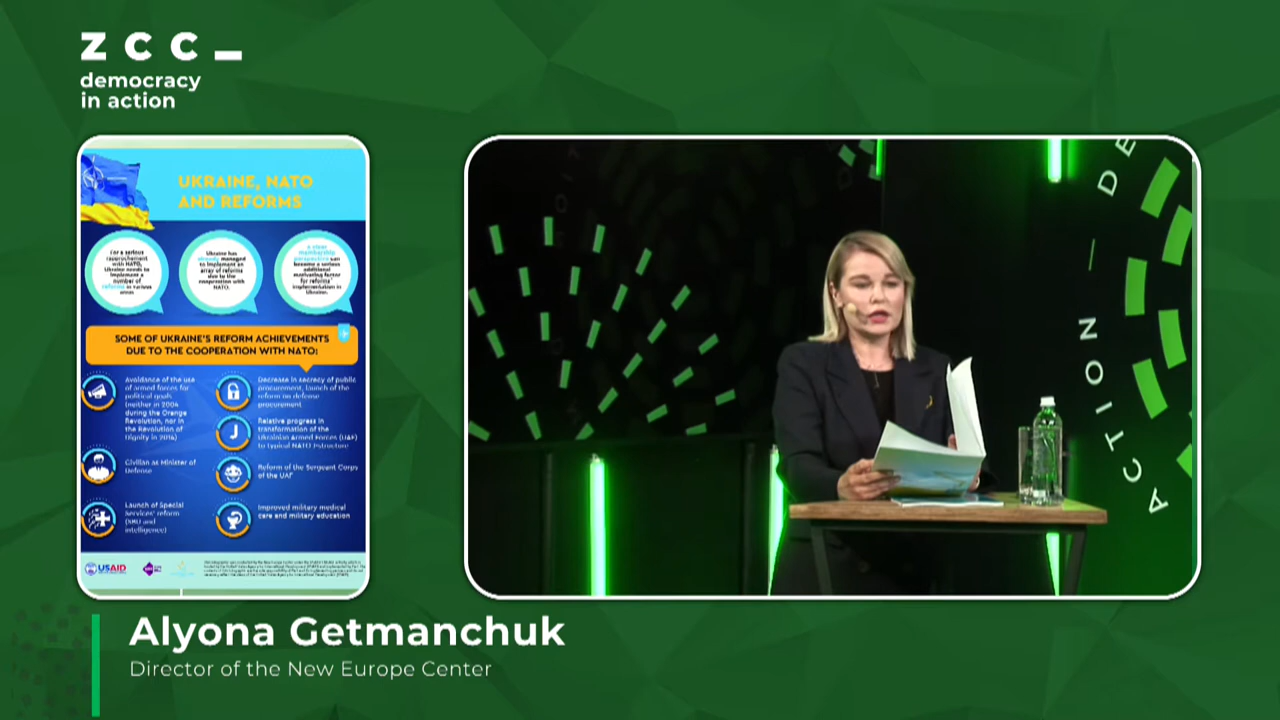 zcc_
democracy
in action
UKRAINE, NATO
AND REFORMS
For a serious
rapprochement
with NATO,
Ukraine needs to
implement a
number of
reforms in various
areas
Ukraine has
already managed
to implement an
array of reforms
due to the
cooperation with
NATO.
a clear
membership
perspective can
become a serious
additional
motivating factor
for reforms'
implementation in
Ukraine.
SOME OF UKRAINE'S REFORM ACHIEVEMENTS
DUE TO THE COOPERATION WITH NATO:
Avoidance of the use
of armed forces for
political goals
(neither in 2004
during the Orange
Revolution, nor in
the Revolution of
Dignity in 2014)
Civilian as Minister of
Defense
Launch of Special
Services' reform
(SBU and
intelligence)
Decrease in secrecy of public
procurement, launch of the
reform on defense
procurement
Relative progress in
transformation of the
Ukrainian Armed Forces (UAF)
to typical NATO J-structure
Reform of the Sergeant Corps
of the UAF
Improved military medical
care and military education
USAID
ACTION — DE
Alyona Getmanchuk
Director of the New Europe Center